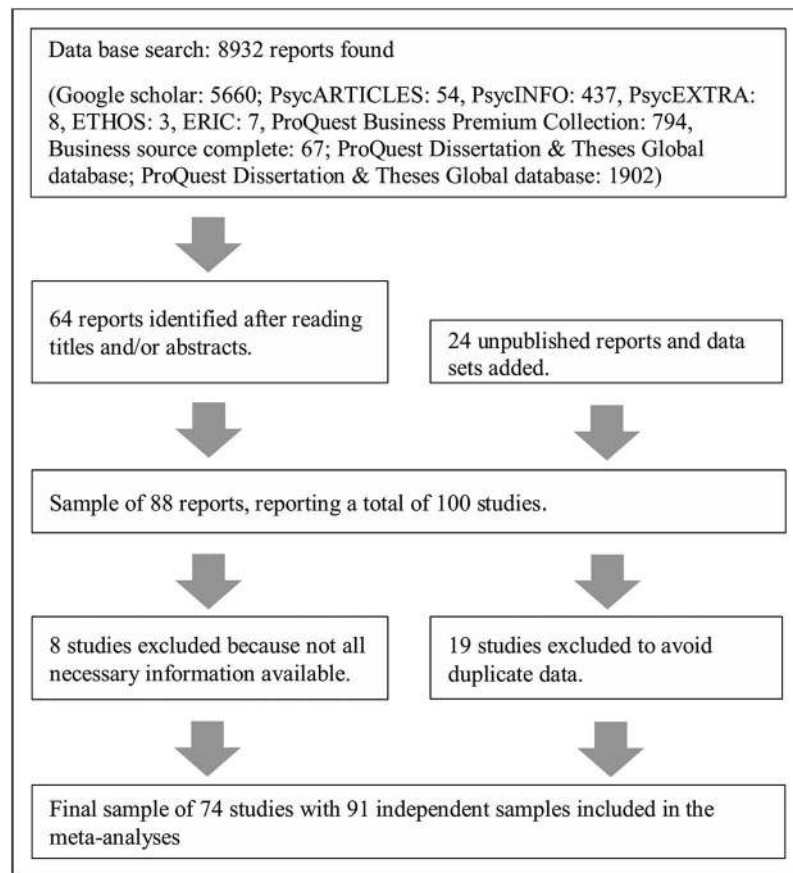 Data base search: 8932 reports found
(Google scholar: 5660; PsycARTICLES: 54, PsycINFO: 437, PsycEXTRA:
8, ETHOS: 3, ERIC: 7, ProQuest Business Premium Collection: 794,
Business source complete: 67; ProQuest Dissertation & Theses Global
database; ProQuest Dissertation & Theses Global database: 1902)
64 reports identified after reading
titles and/or abstracts.
24 unpublished reports and data
sets added.
Sample of 88 reports, reporting a total of 100 studies.
8 studies excluded because not all
necessary information available.
19 studies excluded to avoid
duplicate data.
Final sample of 74 studies with 91 independent samples included in the
meta-analyses